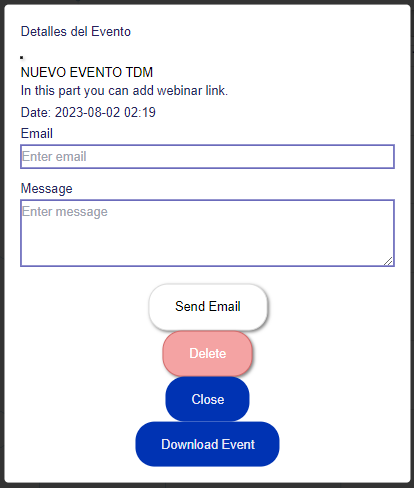 Detalles del Evento
NUEVO EVENTO TDM
In this part you can add webinar link.
Date: 2023-08-02 02:19
Email
Enter email
Message
Enter message
Send Email
Delete
Close
Download Event